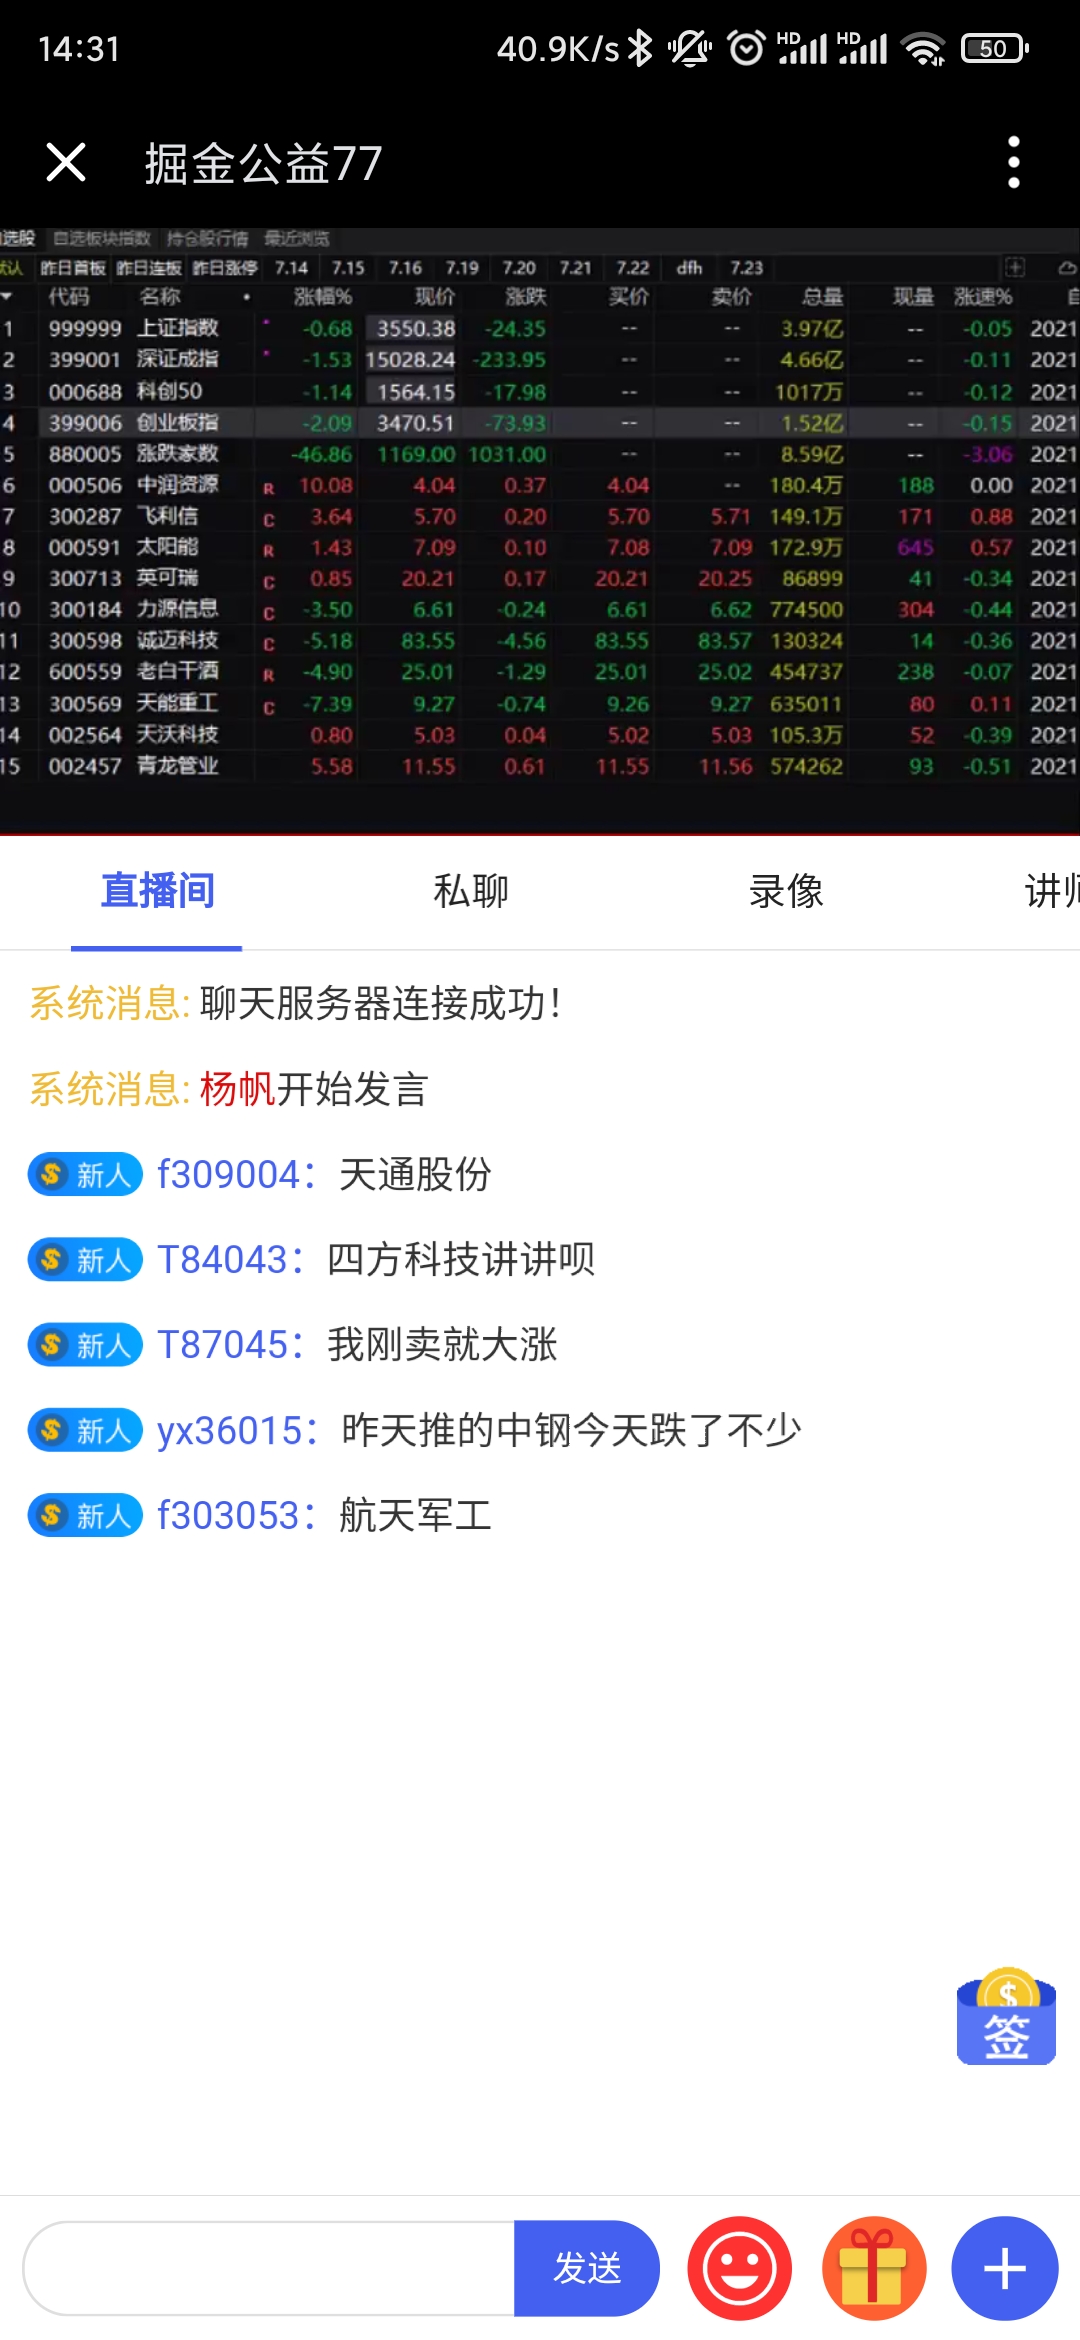 14:31 40.9K/s HD HD 50
掘金公益77
选股 自选板块指数 持仓股行情 最近浏览
默认 昨日首板 昨日连板 昨日涨停 7.14 7.15 7.16 7.19 7.20 7.21 7.22 dfh 7.23
代码 名称 涨幅% 现价 涨跌 买价 卖价 总量 现量 涨速% 自
1 999999 上证指数 -0.68 3550.38 -24.35 -- -- 3.97亿 -- -0.05 2021
2 399001 深证成指 -1.53 15028.24 -233.95 -- -- 4.66亿 -- -0.11 2021
3 000688 科创50 -1.14 1564.15 -17.98 -- -- 1017万 -- -0.12 2021
4 399006 创业板指 -2.09 3470.51 -73.93 -- -- 1.52亿 -- -0.15 2021
5 880005 涨跌家数 -46.86 1169.00 1031.00 -- -- 8.59亿 -- -3.06 2021
6 000506 中润资源 R 10.08 4.04 0.37 4.04 -- 180.4万 188 0.00 2021
7 300287 飞利信 C 3.64 5.70 0.20 5.70 5.71 149.1万 171 0.88 2021
8 000591 太阳能 R 1.43 7.09 0.10 7.08 7.09 172.9万 645 0.57 2021
9 300713 英可瑞 C 0.85 20.21 0.17 20.21 20.25 86899 41 -0.34 2021
10 300184 力源信息 C -3.50 6.61 -0.24 6.61 6.62 774500 304 -0.44 2021
11 300598 诚迈科技 C -5.18 83.55 -4.56 83.55 83.57 130324 14 -0.36 2021
12 600559 老白干酒 R -4.90 25.01 -1.29 25.01 25.02 454737 238 -0.07 2021
13 300569 天能重工 C -7.39 9.27 -0.74 9.26 9.27 635011 80 0.11 2021
14 002564 天沃科技 0.80 5.03 0.04 5.02 5.03 105.3万 52 -0.39 2021
15 002457 青龙管业 5.58 11.55 0.61 11.55 11.56 574262 93 -0.51 2021
直播间 私聊 录像 讲师
系统消息: 聊天服务器连接成功！
系统消息: 杨帆开始发言
新人 f309004： 天通股份
新人 T84043： 四方科技讲讲呗
新人 T87045： 我刚卖就大涨
新人 yx36015： 昨天推的中钢今天跌了不少
新人 f303053： 航天军工
签
发送